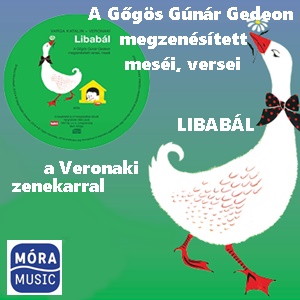 A Gőgös Gúnár Gedeon
megzenésített
meséi, versei
Libabál
LIBABÁL
a Veronaki
zenekarral
MÓRA
MUSIC